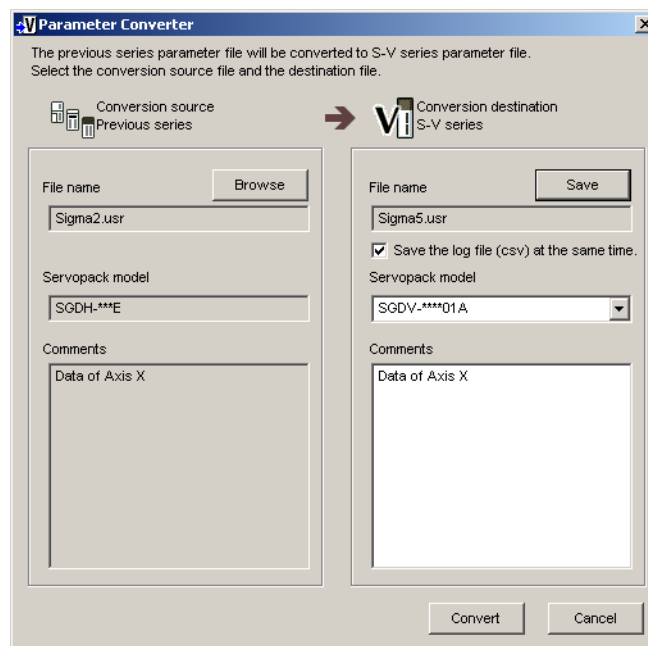 Parameter Converter
The previous series parameter file will be converted to S-V series parameter file.
Select the conversion source file and the destination file.
Conversion source
Previous series
Conversion destination
S-V series
File name
Browse
Sigma2.usr
Servopack model
SGDH-***E
Comments
Data of Axis X
File name
Save
Sigma5.usr
Save the log file (csv) at the same time.
Servopack model
SGDV-****01A
Comments
Data of Axis X
Convert
Cancel